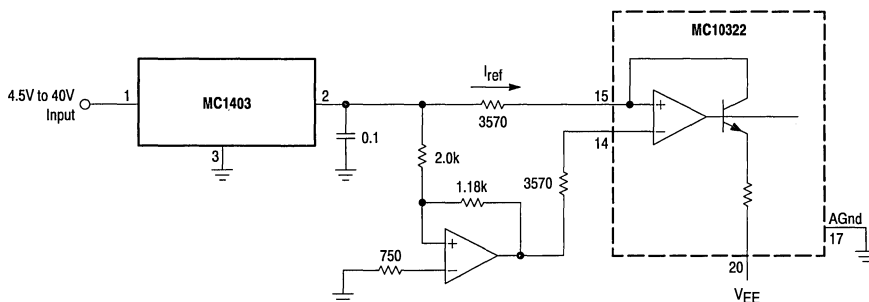 MC10322
4.5V to 40V
Input
1
MC1403
2
3
0.1
Iref
3570
15
14
2.0k
1.18k
3570
750
+
−
+
−
AGnd
17
20
VEE